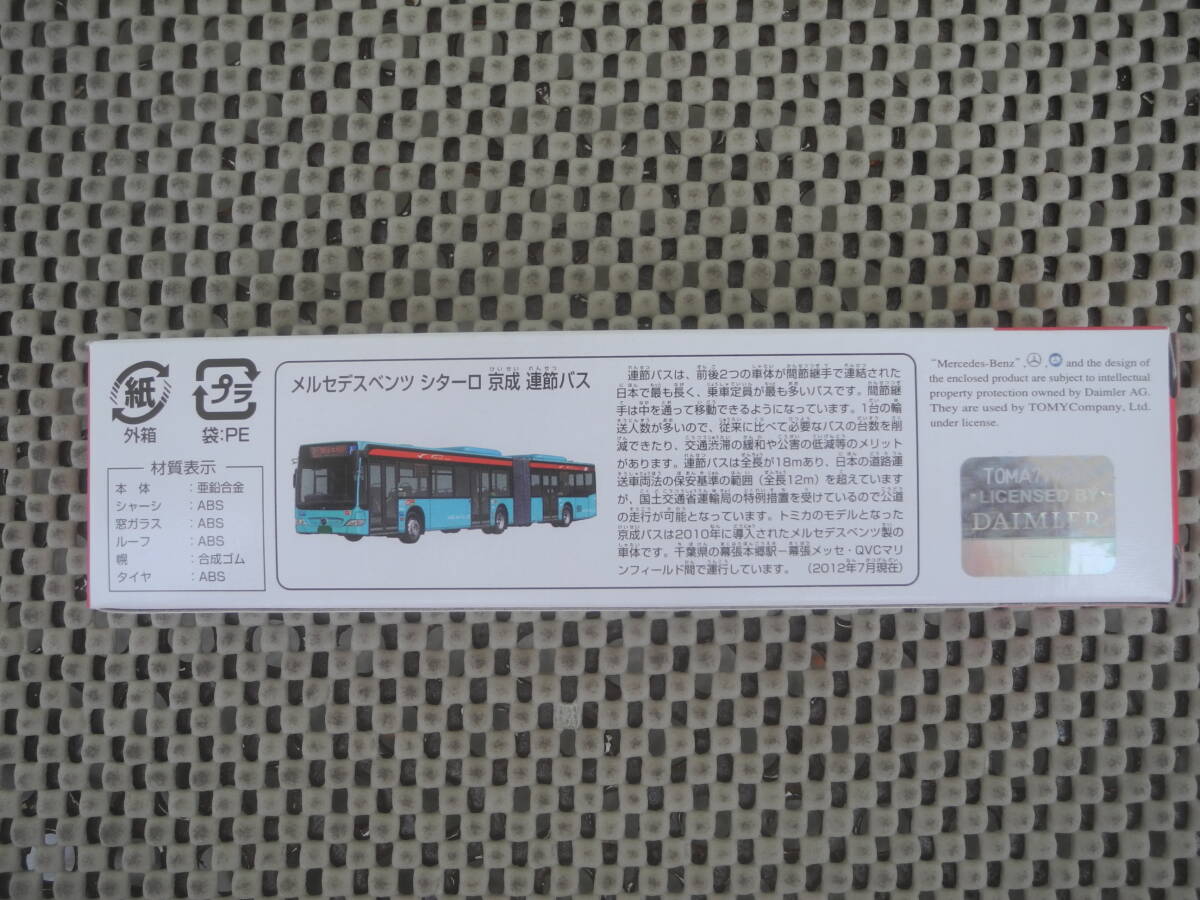 紙
外箱
プラ
袋:PE
材質表示
本体:亜鉛合金
シャーシ:ABS
窓ガラス:ABS
ルーフ:ABS
幌:合成ゴム
タイヤ:ABS
メルセデスベンツ シターロ 京成 連節バス
連節バスは、前後2つの車体が間節継手で連結された
日本で最も長く、乗車定員が最も多いバスです。間節継
手は中を通って移動できるようになっています。1台の輸
送人数が多いので、従来に比べて必要なバスの台数を削
減できたり、交通渋滞の緩和や公害の低減等のメリット
があります。連節バスは全長が18mあり、日本の道路運
送車両法の保安基準の範囲（全長12m）を超えています
が、国土交通省運輸局の特例措置を受けているので公道
の走行が可能となっています。トミカのモデルとなった
京成バスは2010年に導入されたメルセデスベンツ製の
車体です。千葉県の幕張本郷駅－幕張メッセ・QVCマリ
ンフィールド間で運行しています。（2012年7月現在）
"Mercedes-Benz", , and the design of
the enclosed product are subject to intellectual
property protection owned by Daimler AG.
They are used by TOMYCompany, Ltd.
under license.
LICENSED BY
DAIMLER